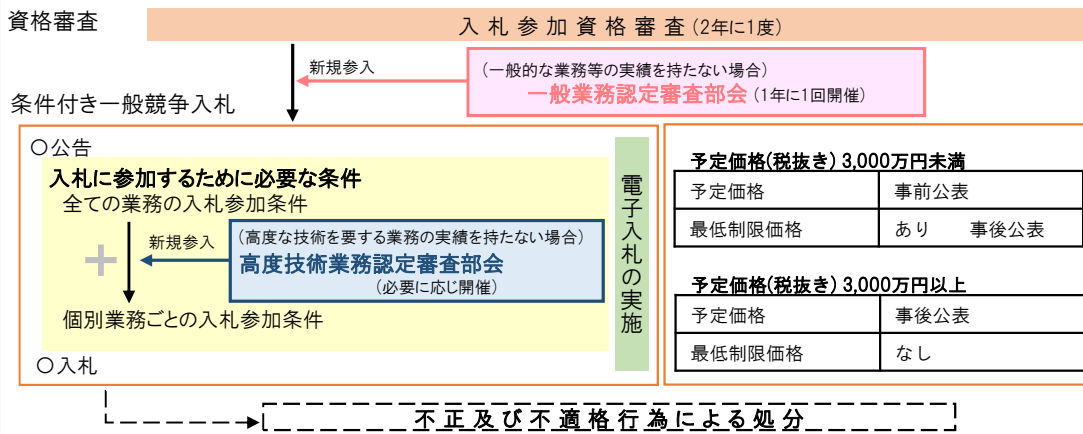 資格審査
入札参加資格審査(2年に1度)
新規参入
(一般的な業務等の実績を持たない場合)
一般業務認定審査部会(1年に1回開催)
条件付き一般競争入札
○公告
入札に参加するために必要な条件
全ての業務の入札参加条件
+
新規参入
(高度な技術を要する業務の実績を持たない場合)
高度技術業務認定審査部会
(必要に応じ開催)
個別業務ごとの入札参加条件
○入札
電子入札の実施
予定価格(税抜き) 3,000万円未満
予定価格 事前公表
最低制限価格 あり 事後公表
予定価格(税抜き) 3,000万円以上
予定価格 事後公表
最低制限価格 なし
不正及び不適格行為による処分